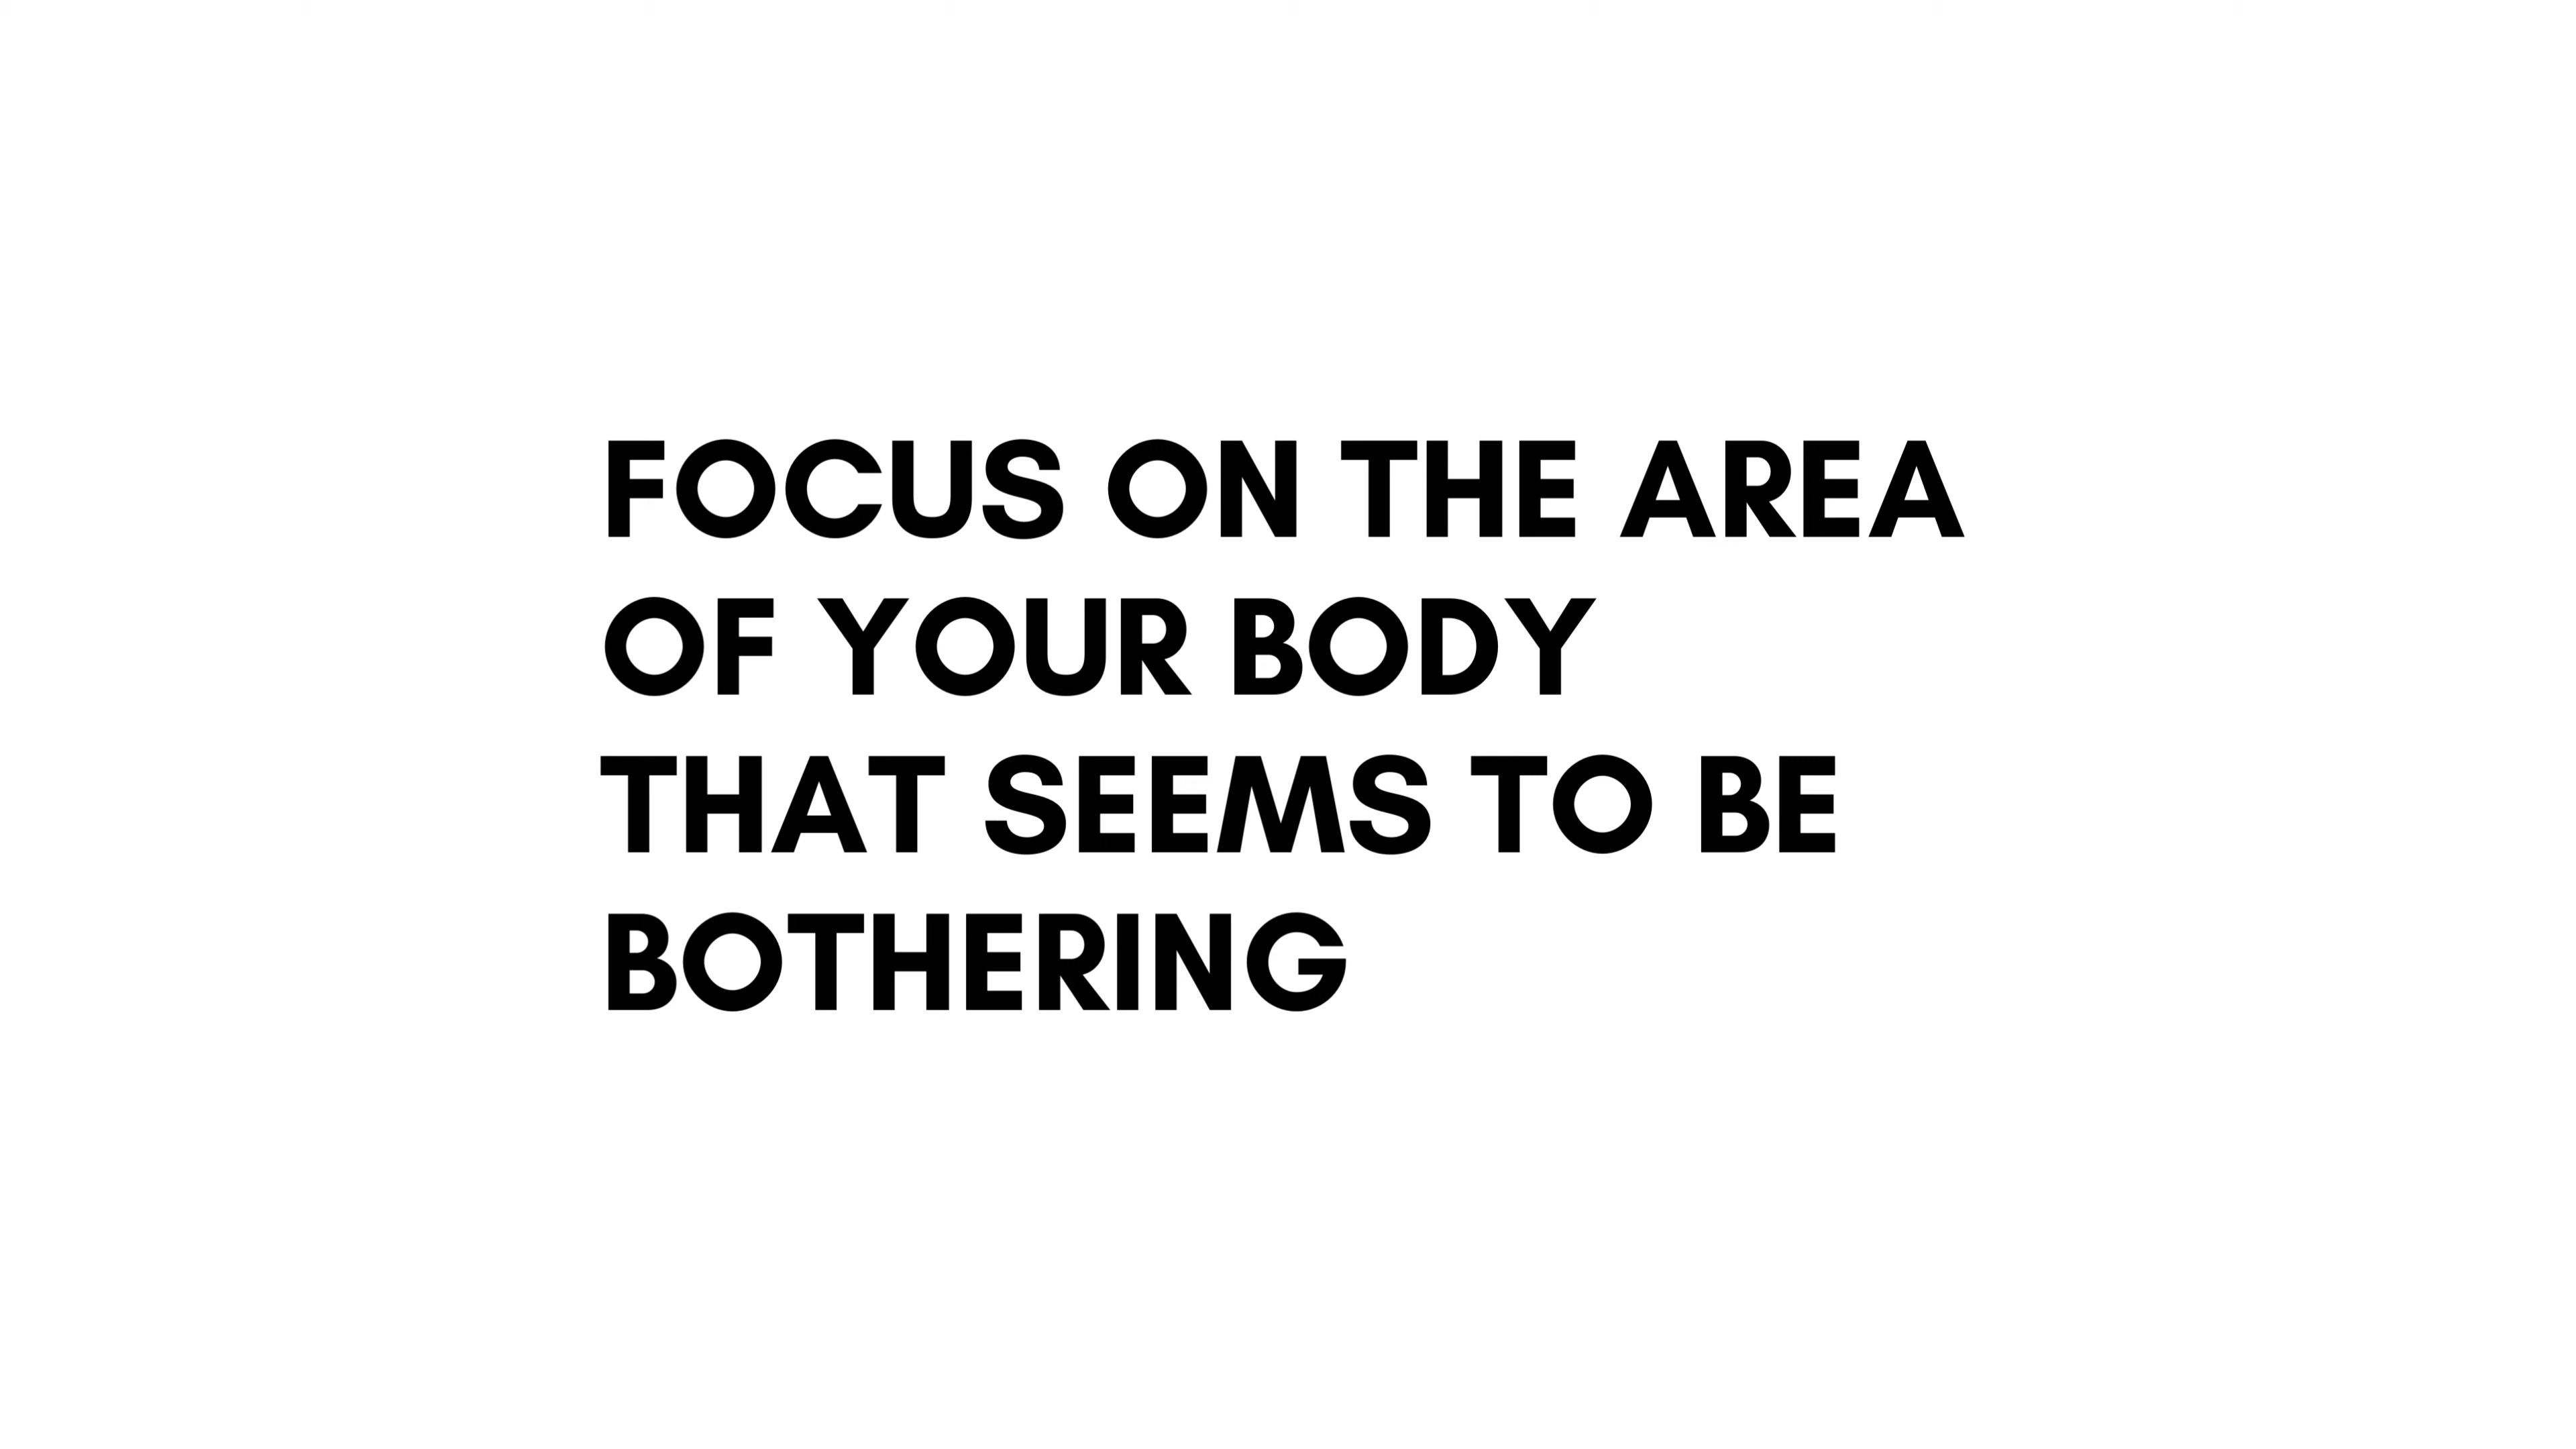 FOCUS ON THE AREA
OF YOUR BODY
THAT SEEMS TO BE
BOTHERING